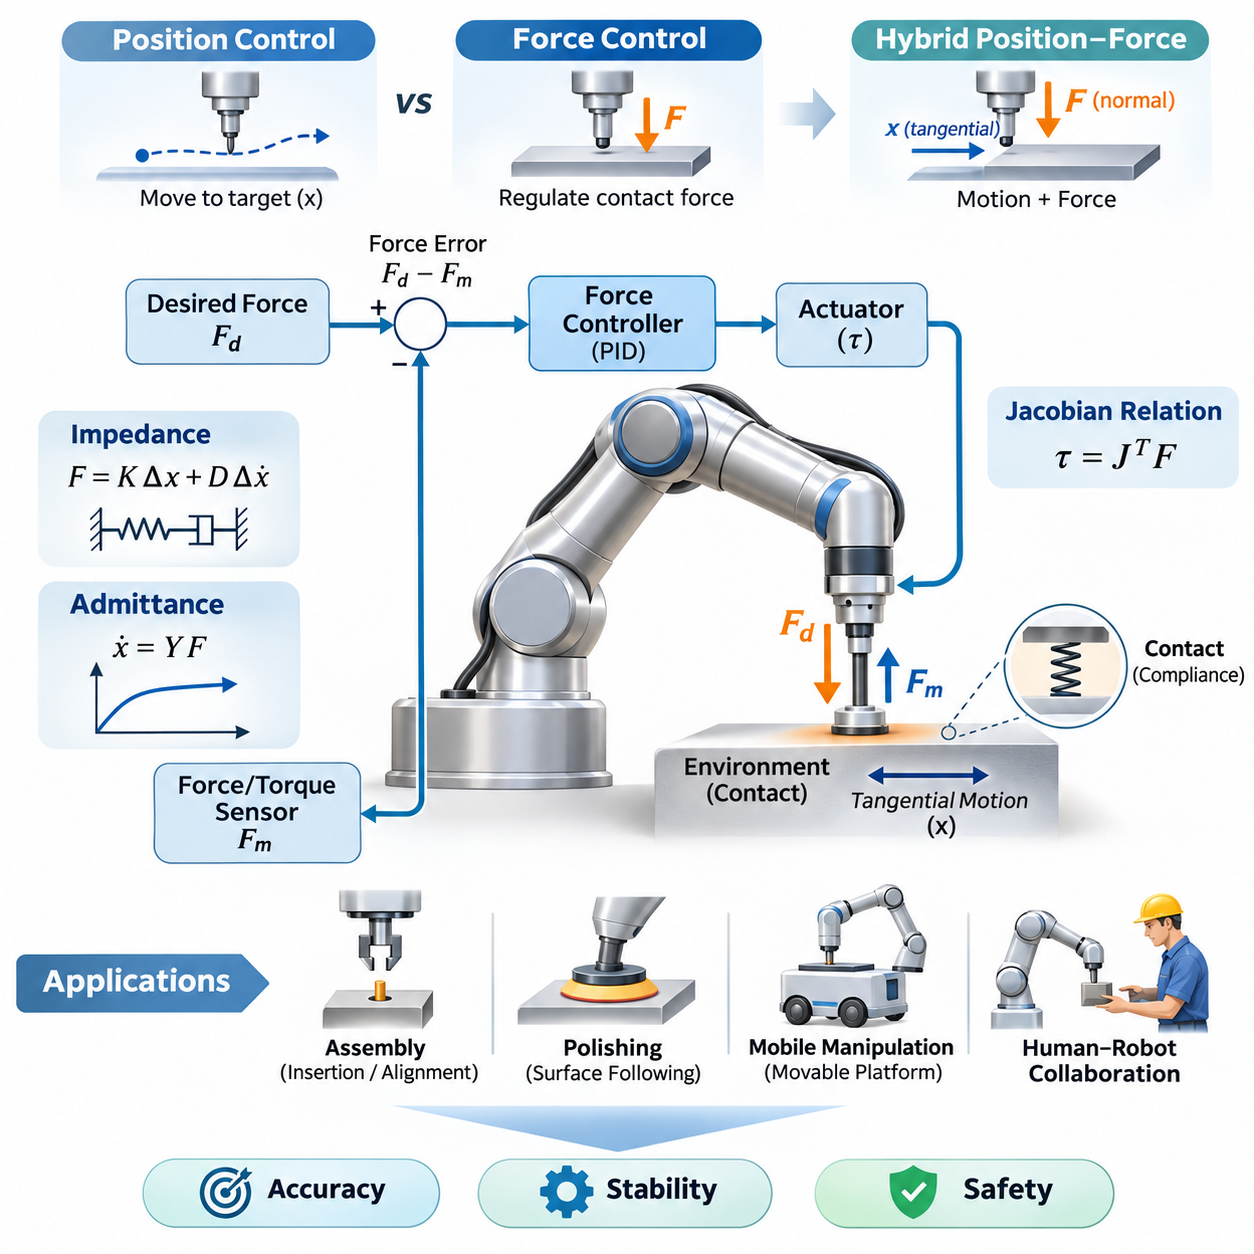 Position Control
vs
Force Control
Hybrid Position–Force
F
F (normal)
x (tangential)
Move to target (x)
Regulate contact force
Motion + Force
Force Error
F_d − F_m
Desired Force
F_d
+
−
Force
Controller
(PID)
Actuator
(τ)
Jacobian Relation
τ = J^T F
Impedance
F = K Δx + D Δẋ
Admittance
ẋ = Y F
F_d
F_m
Contact
(Compliance)
Environment
(Contact)
Tangential Motion
(x)
Force/Torque
Sensor
F_m
Applications
Assembly
(Insertion / Alignment)
Polishing
(Surface Following)
Mobile Manipulation
(Movable Platform)
Human–Robot
Collaboration
Accuracy
Stability
Safety